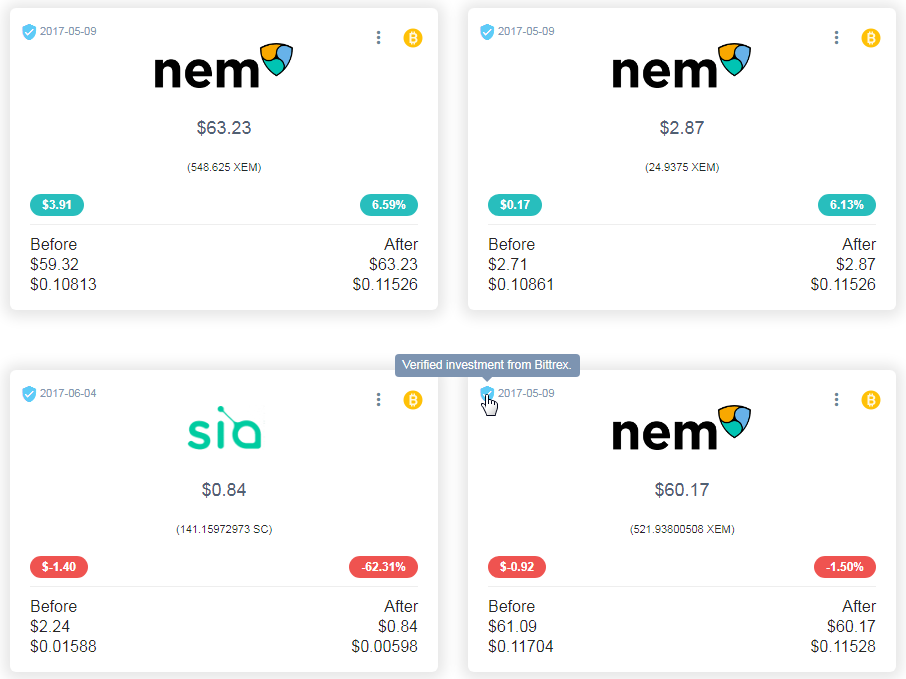 2017-05-09
nem
$63.23
(548.625 XEM)
$3.91 6.59%
Before After
$59.32 $63.23
$0.10813 $0.11526
2017-05-09
nem
$2.87
(24.9375 XEM)
$0.17 6.13%
Before After
$2.71 $2.87
$0.10861 $0.11526
2017-06-04
sia
$0.84
(141.15972973 SC)
$-1.40 -62.31%
Before After
$2.24 $0.84
$0.01588 $0.00598
Verified investment from Bittrex.
2017-05-09
nem
$60.17
(521.93800508 XEM)
$-0.92 -1.50%
Before After
$61.09 $60.17
$0.11704 $0.11528